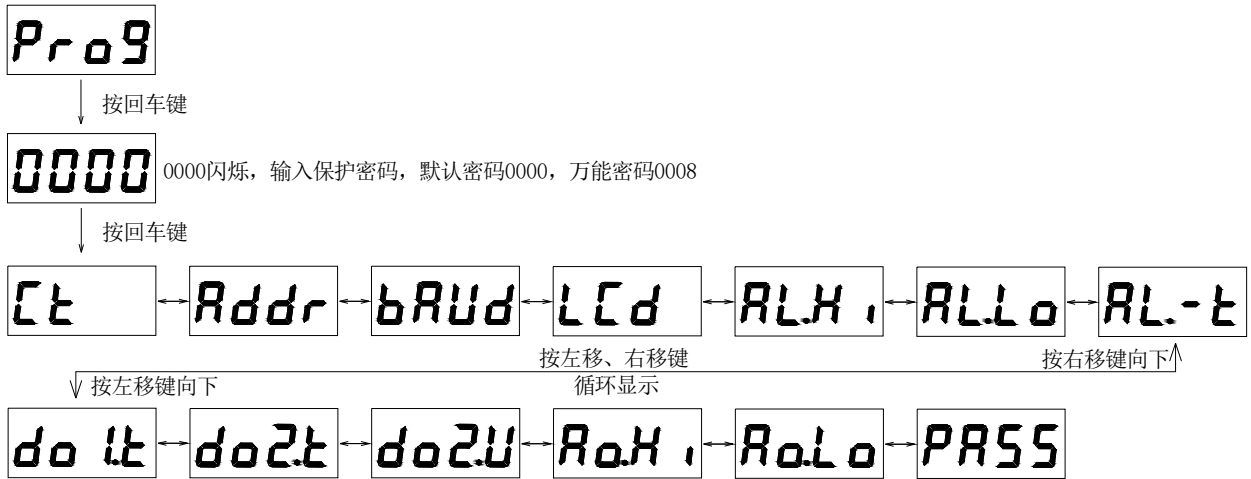 Prog
按回车键
0000 0000闪烁，输入保护密码，默认密码0000，万能密码0008
按回车键
Ct Addr bAUd LCd AL.Hi AL.Lo AL.-t
按左移、右移键 按右移键向下
按左移键向下 循环显示
do1.t do2.t do2.U Ao.Hi Ao.Lo PASS